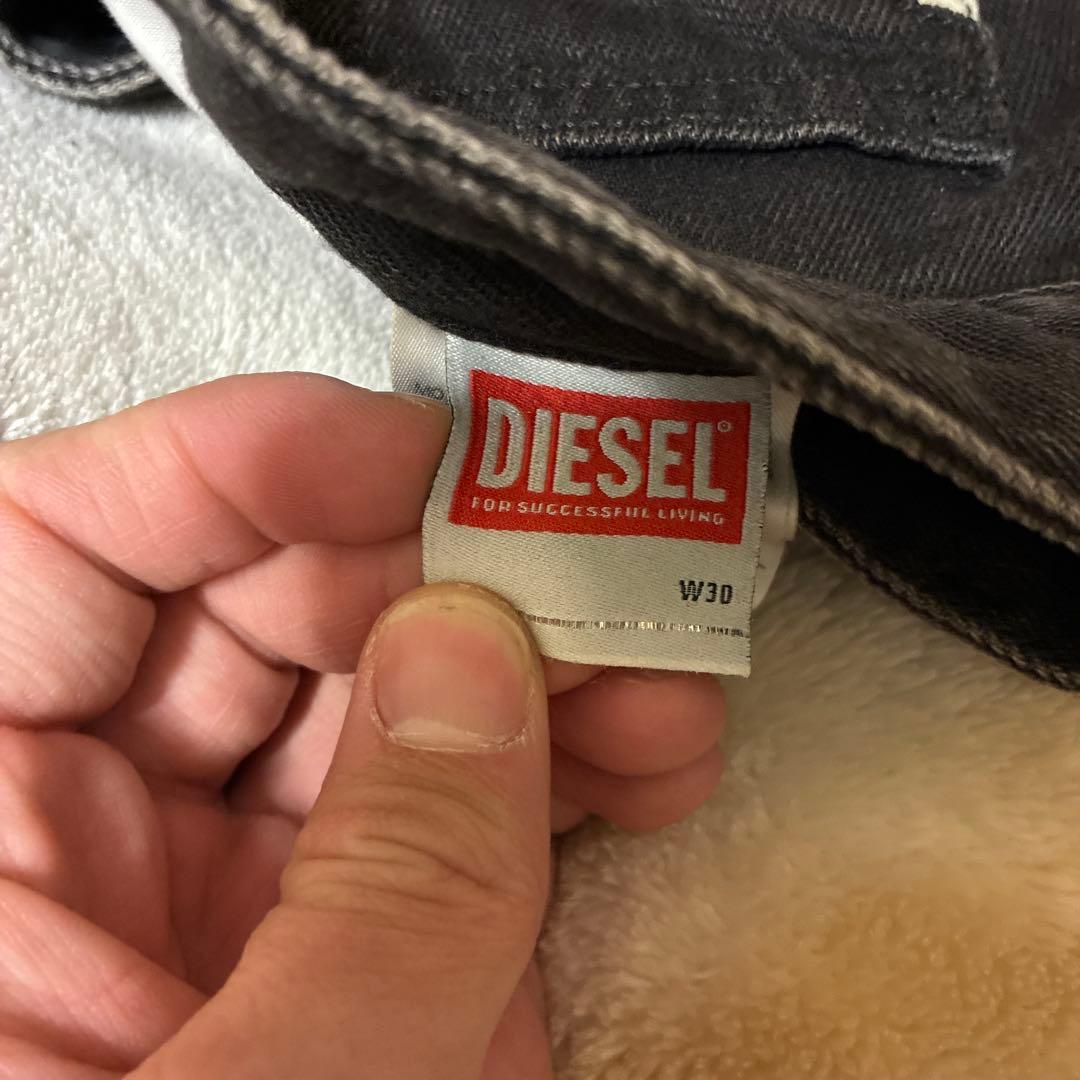 DIESEL®
FOR SUCCESSFUL LIVING
W30